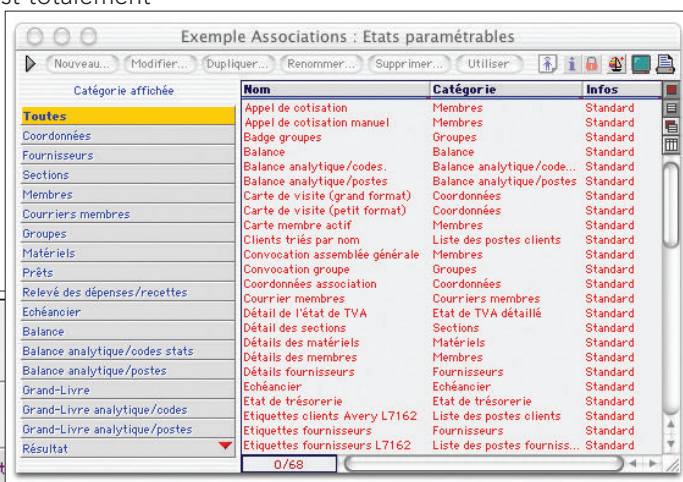 st totalement
Exemple Associations : Etats paramétrables
Nouveau... Modifier... Dupliquer... Renommer... Supprimer... Utiliser
Catégorie affichée
Toutes
Coordonnées
Fournisseurs
Sections
Membres
Courriers membres
Groupes
Matériels
Prêts
Relevé des dépenses/recettes
Echéancier
Balance
Balance analytique/codes stats
Balance analytique/postes
Grand-Livre
Grand-Livre analytique/codes
Grand-Livre analytique/postes
Résultat
Nom Catégorie Infos
Appel de cotisation Membres Standard
Appel de cotisation manuel Membres Standard
Badge groupes Groupes Standard
Balance Balance Standard
Balance analytique/codes. Balance analytique/code... Standard
Balance analytique/postes Balance analytique/postes Standard
Carte de visite (grand format) Coordonnées Standard
Carte de visite (petit format) Coordonnées Standard
Carte membre actif Membres Standard
Clients triés par nom Liste des postes clients Standard
Convocation assemblée générale Membres Standard
Convocation groupe Groupes Standard
Coordonnées association Coordonnées Standard
Courrier membres Courriers membres Standard
Détail de l'état de TVA Etat de TVA détaillé Standard
Détail des sections Sections Standard
Détails des matériels Matériels Standard
Détails des membres Membres Standard
Détails fournisseurs Fournisseurs Standard
Echéancier Echéancier Standard
Etat de trésorerie Etat de trésorerie Standard
Etiquettes clients Avery L7162 Liste des postes clients Standard
Etiquettes fournisseurs Fournisseurs Standard
Etiquettes fournisseurs L7162 Liste des postes fourniss... Standard
0/68